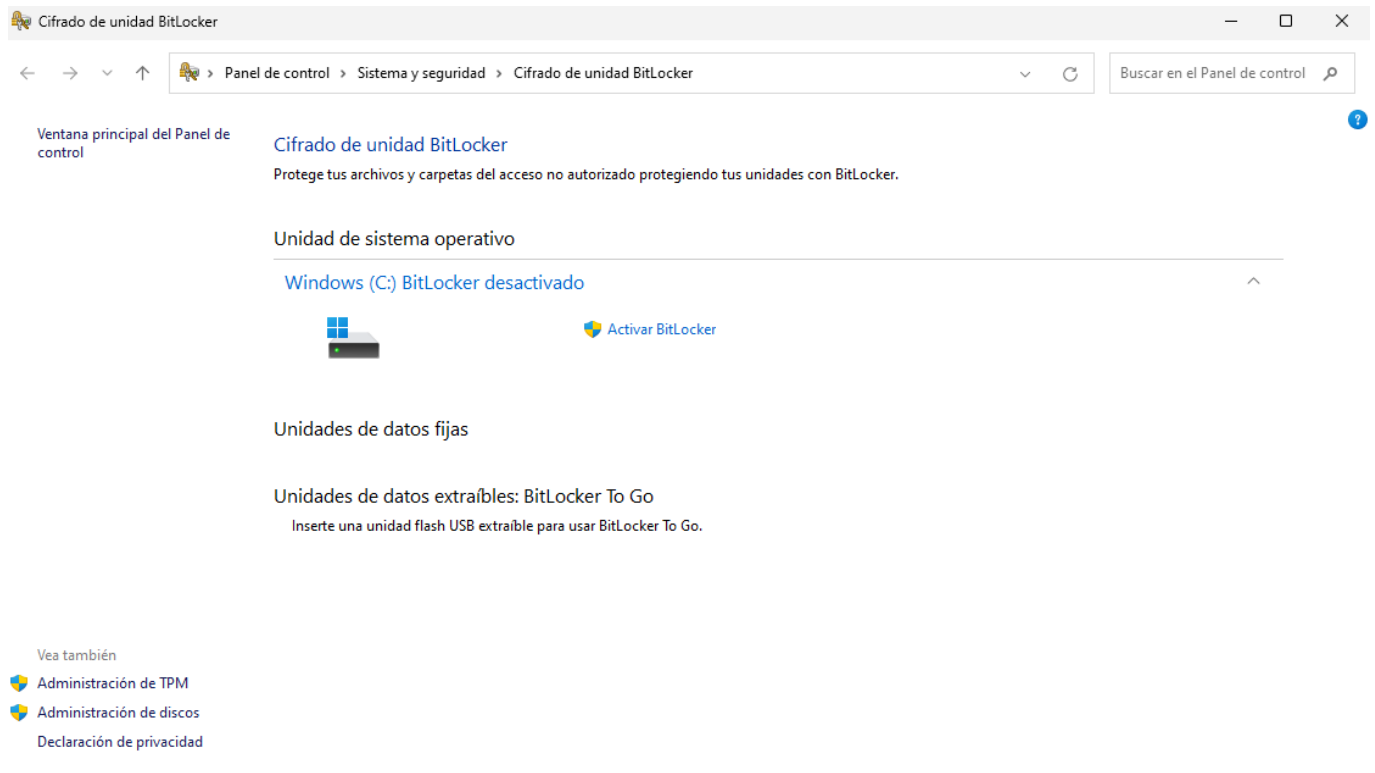 Cifrado de unidad BitLocker
Panel de control > Sistema y seguridad > Cifrado de unidad BitLocker
Buscar en el Panel de control
Ventana principal del Panel de
control
?
Cifrado de unidad BitLocker
Protege tus archivos y carpetas del acceso no autorizado protegiendo tus unidades con BitLocker.
Unidad de sistema operativo
Windows (C:) BitLocker desactivado
Activar BitLocker
Unidades de datos fijas
Unidades de datos extraíbles: BitLocker To Go
Inserte una unidad flash USB extraíble para usar BitLocker To Go.
Vea también
Administración de TPM
Administración de discos
Declaración de privacidad